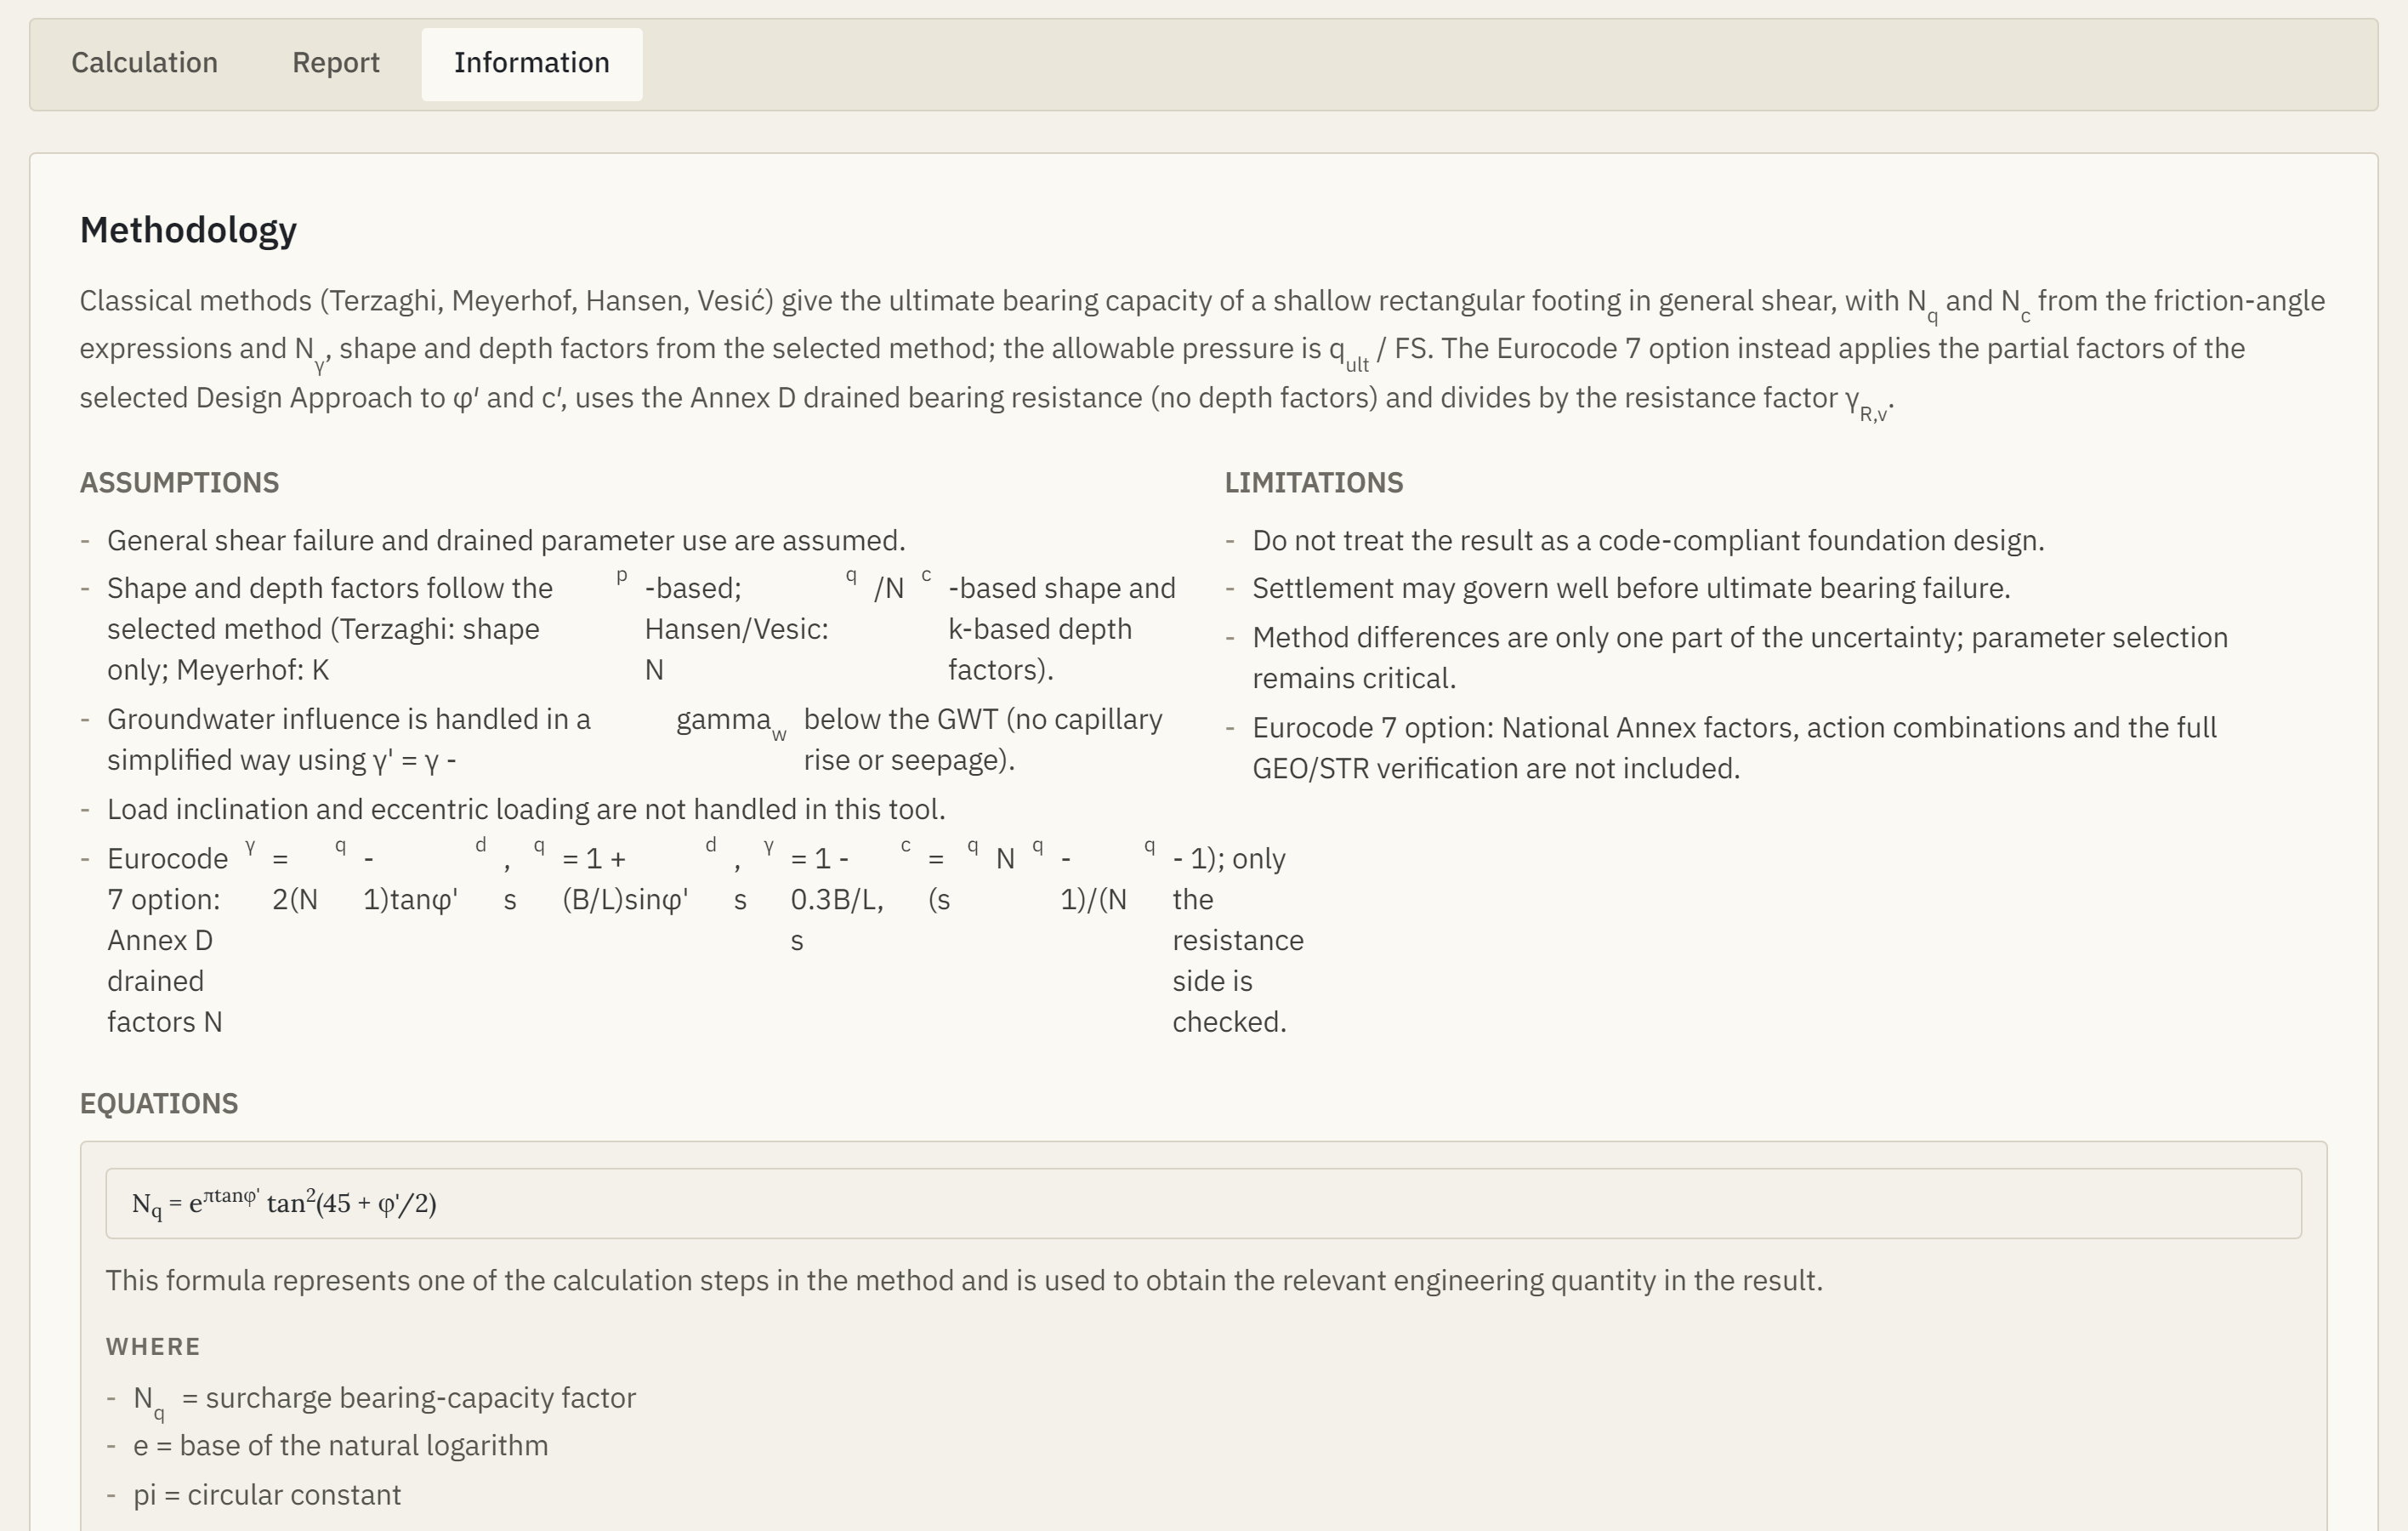 Calculation Report Information
Methodology
Classical methods (Terzaghi, Meyerhof, Hansen, Vesić) give the ultimate bearing capacity of a shallow rectangular footing in general shear, with Nq and Nc from the friction-angle
expressions and Nγ, shape and depth factors from the selected method; the allowable pressure is qult / FS. The Eurocode 7 option instead applies the partial factors of the
selected Design Approach to φ′ and c′, uses the Annex D drained bearing resistance (no depth factors) and divides by the resistance factor γR,v.
ASSUMPTIONS
- General shear failure and drained parameter use are assumed.
- Shape and depth factors follow the
selected method (Terzaghi: shape
only; Meyerhof: K
p
-based;
Hansen/Vesic:
N
q
/N
c
-based shape and
k-based depth
factors).
- Groundwater influence is handled in a
simplified way using γ' = γ -
gammaw
below the GWT (no capillary
rise or seepage).
- Load inclination and eccentric loading are not handled in this tool.
- Eurocode
7 option:
Annex D
drained
factors N
γ
=
2(N
q
-
1)tanφ'
d
,
s
q
= 1 +
(B/L)sinφ'
d
,
s
γ
= 1 -
0.3B/L,
s
c
=
(s
q
N
q
-
1)/(N
q
- 1); only
the
resistance
side is
checked.
LIMITATIONS
- Do not treat the result as a code-compliant foundation design.
- Settlement may govern well before ultimate bearing failure.
- Method differences are only one part of the uncertainty; parameter selection
remains critical.
- Eurocode 7 option: National Annex factors, action combinations and the full
GEO/STR verification are not included.
EQUATIONS
Nq = e^πtanφ' tan²(45 + φ'/2)
This formula represents one of the calculation steps in the method and is used to obtain the relevant engineering quantity in the result.
WHERE
- Nq = surcharge bearing-capacity factor
- e = base of the natural logarithm
- pi = circular constant